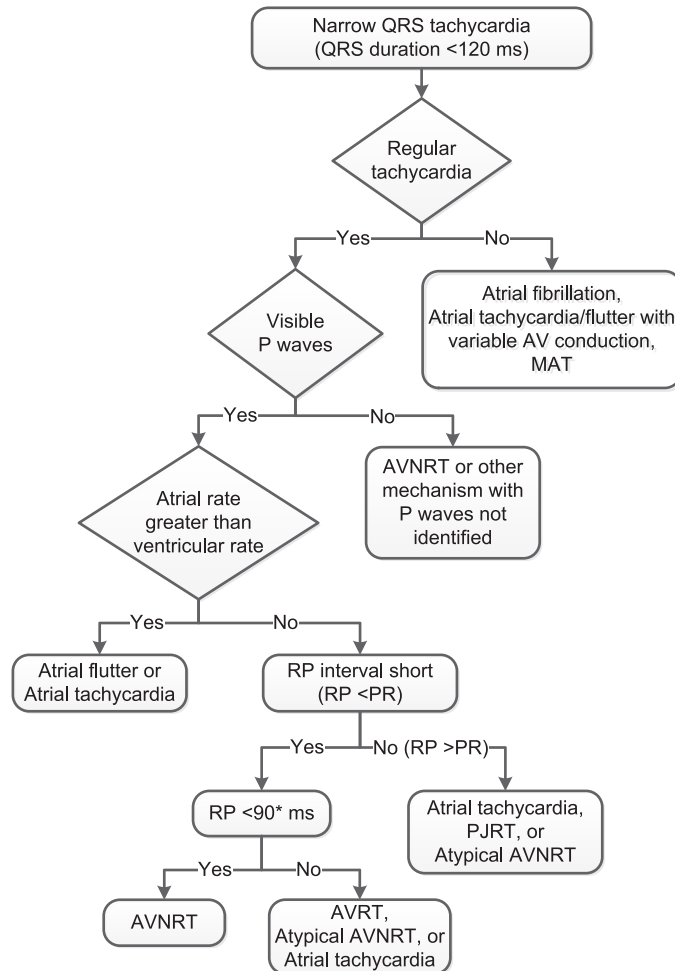 Narrow QRS tachycardia
(QRS duration <120 ms)
Regular
tachycardia
Yes
No
Visible
P waves
Atrial fibrillation,
Atrial tachycardia/flutter with
variable AV conduction,
MAT
Yes
No
Atrial rate
greater than
ventricular rate
AVNRT or other
mechanism with
P waves not
identified
Yes
No
Atrial flutter or
Atrial tachycardia
RP interval short
(RP <PR)
Yes
No (RP >PR)
RP <90* ms
Atrial tachycardia,
PJRT, or
Atypical AVNRT
Yes
No
AVNRT
AVRT,
Atypical AVNRT, or
Atrial tachycardia